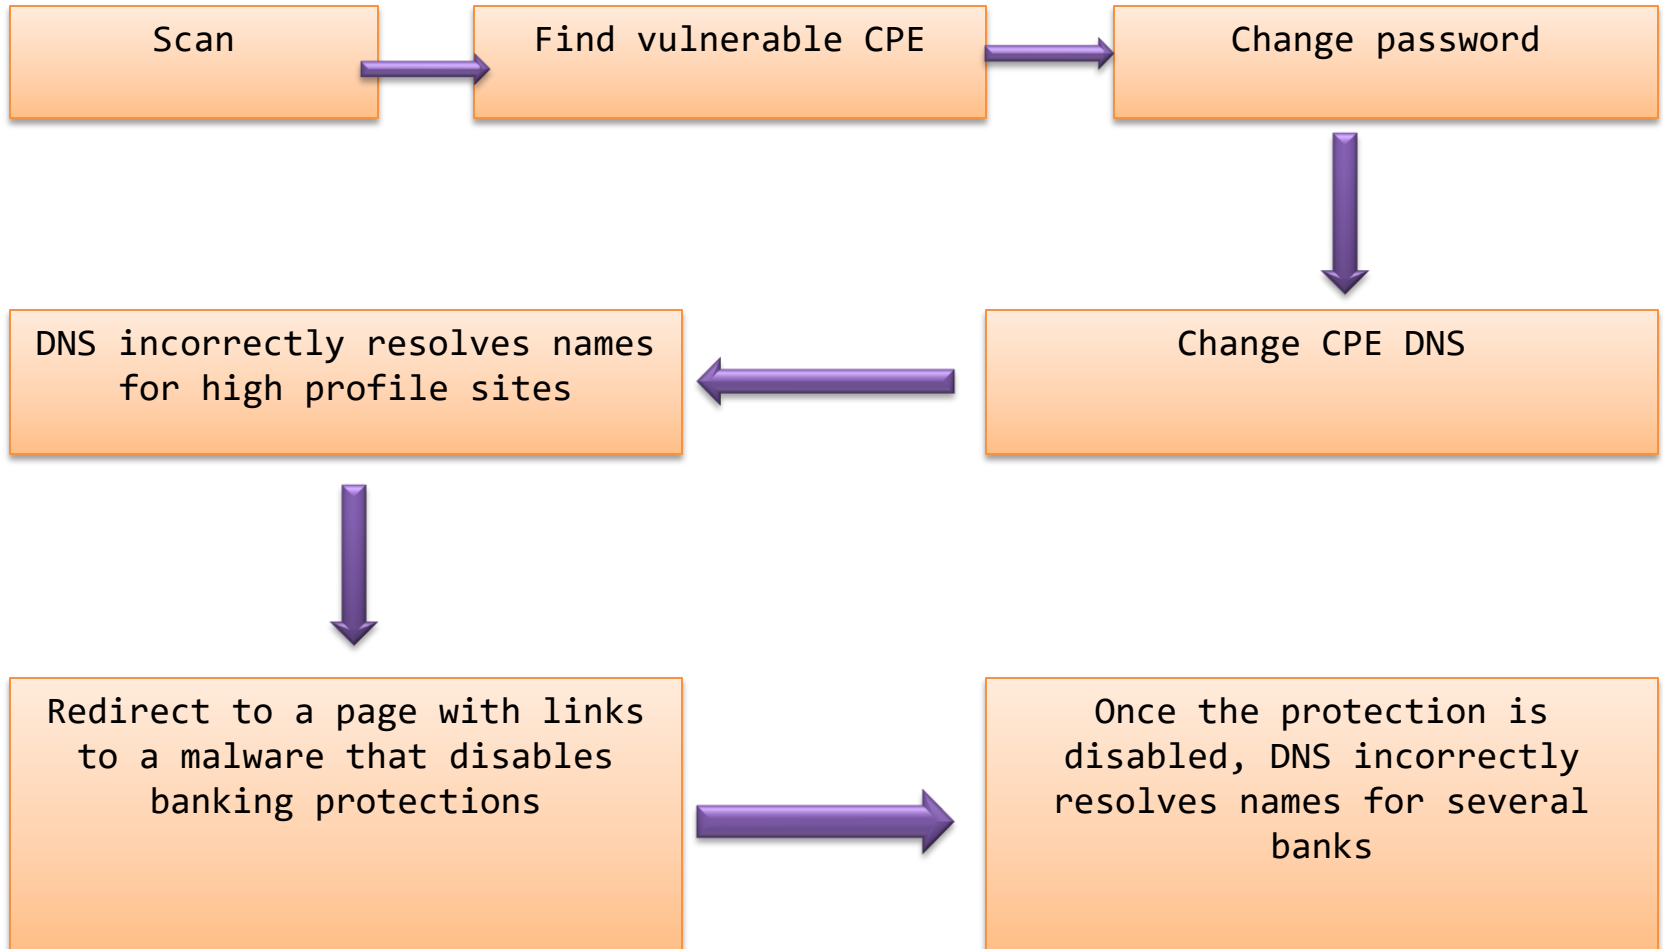 Scan
Find vulnerable CPE
Change password
Change CPE DNS
DNS incorrectly resolves names
for high profile sites
Redirect to a page with links
to a malware that disables
banking protections
Once the protection is
disabled, DNS incorrectly
resolves names for several
banks